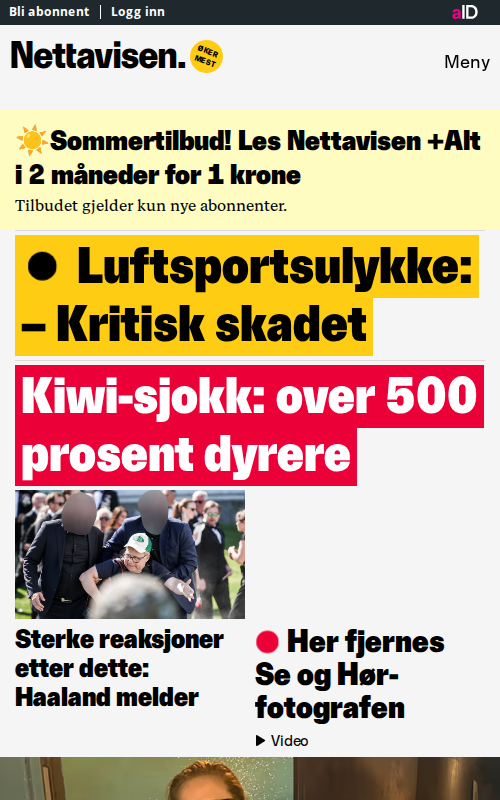 Bli abonnent | Logg inn
aID
Nettavisen.
ØKER
MEST
Meny
☀️Sommertilbud! Les Nettavisen +Alt
i 2 måneder for 1 krone
Tilbudet gjelder kun nye abonnenter.
● Luftsportsulykke:
– Kritisk skadet
Kiwi-sjokk: over 500
prosent dyrere
Sterke reaksjoner
etter dette:
Haaland melder
🔴 Her fjernes
Se og Hør-
fotografen
▶ Video